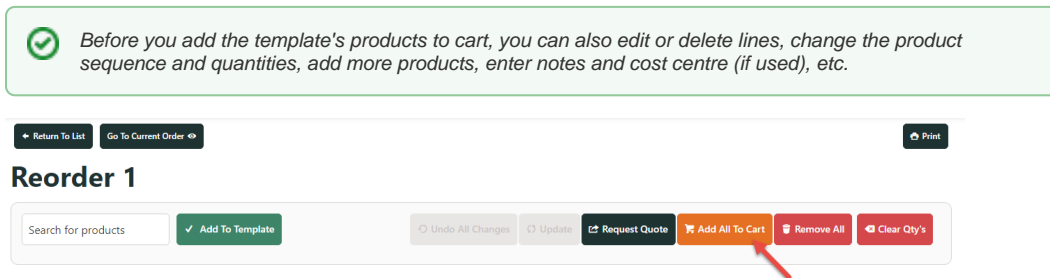 Before you add the template's products to cart, you can also edit or delete lines, change the product
sequence and quantities, add more products, enter notes and cost centre (if used), etc.
Return To List Go To Current Order Print
Reorder 1
Search for products Add To Template Undo All Changes Update Request Quote Add All To Cart Remove All Clear Qty's